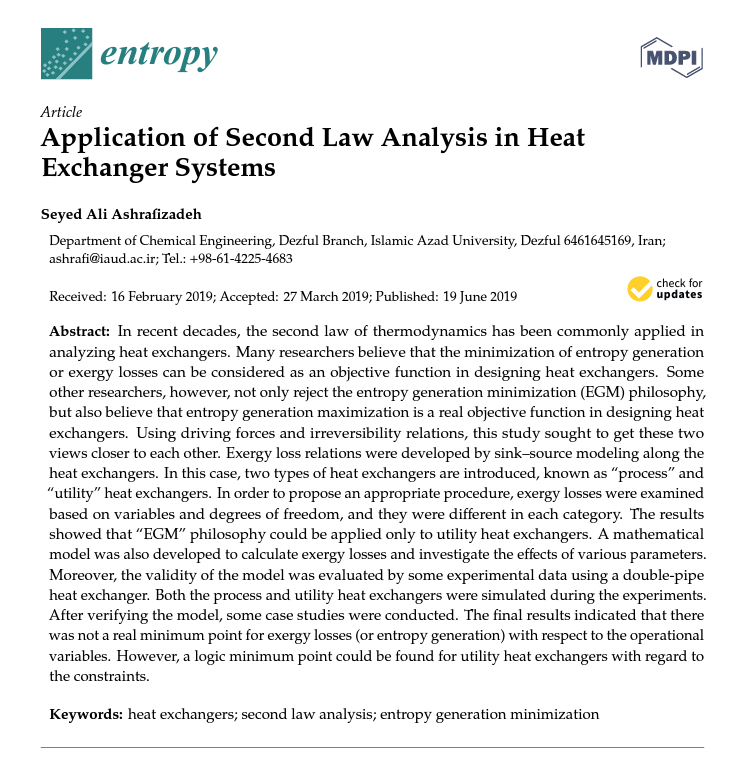 entropy
MDPI
Article
Application of Second Law Analysis in Heat
Exchanger Systems
Seyed Ali Ashrafizadeh
Department of Chemical Engineering, Dezful Branch, Islamic Azad University, Dezful 6461645169, Iran;
ashrafi@iaud.ac.ir; Tel.: +98-61-4225-4683
Received: 16 February 2019; Accepted: 27 March 2019; Published: 19 June 2019
check for
updates
Abstract: In recent decades, the second law of thermodynamics has been commonly applied in
analyzing heat exchangers. Many researchers believe that the minimization of entropy generation
or exergy losses can be considered as an objective function in designing heat exchangers. Some
other researchers, however, not only reject the entropy generation minimization (EGM) philosophy,
but also believe that entropy generation maximization is a real objective function in designing heat
exchangers. Using driving forces and irreversibility relations, this study sought to get these two
views closer to each other. Exergy loss relations were developed by sink–source modeling along the
heat exchangers. In this case, two types of heat exchangers are introduced, known as “process” and
“utility” heat exchangers. In order to propose an appropriate procedure, exergy losses were examined
based on variables and degrees of freedom, and they were different in each category. The results
showed that “EGM” philosophy could be applied only to utility heat exchangers. A mathematical
model was also developed to calculate exergy losses and investigate the effects of various parameters.
Moreover, the validity of the model was evaluated by some experimental data using a double-pipe
heat exchanger. Both the process and utility heat exchangers were simulated during the experiments.
After verifying the model, some case studies were conducted. The final results indicated that there
was not a real minimum point for exergy losses (or entropy generation) with respect to the operational
variables. However, a logic minimum point could be found for utility heat exchangers with regard to
the constraints.
Keywords: heat exchangers; second law analysis; entropy generation minimization